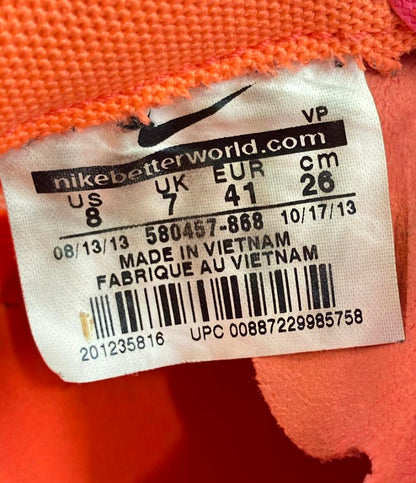 VP
nikebetterworld.com
US UK EUR cm
8 7 41 26
08/13/13 580457-868 10/17/13
MADE IN VIETNAM
FABRIQUE AU VIETNAM
201235816 UPC 00887229985758